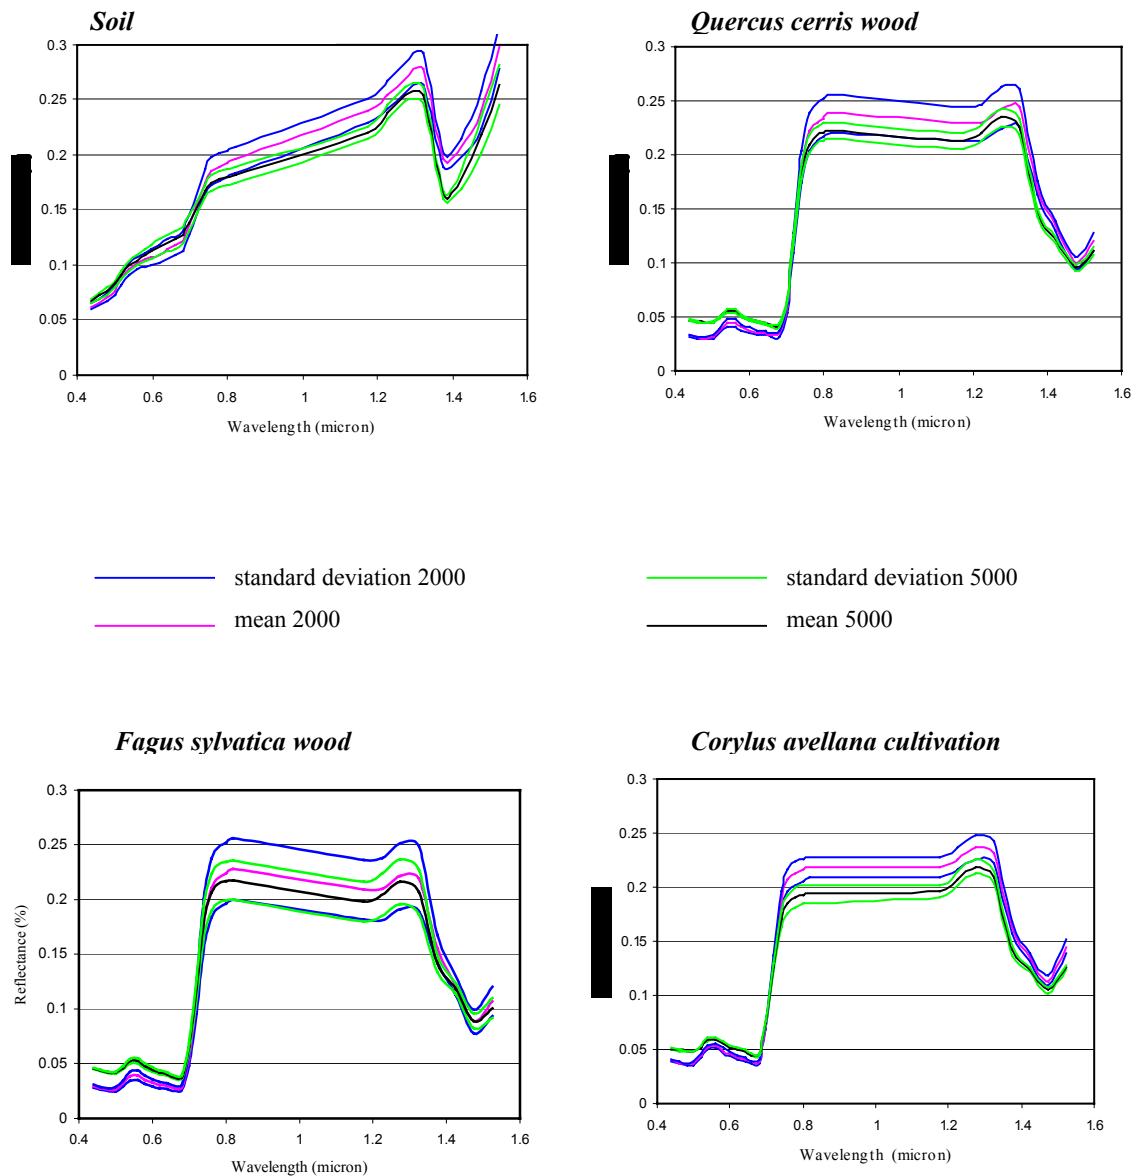 Soil
Quercus cerris wood
0.3
0.25
0.2
0.15
0.1
0.05
0
0.4 0.6 0.8 1 1.2 1.4 1.6
Wavelength (micron)
0.3
0.25
0.2
0.15
0.1
0.05
0
0.4 0.6 0.8 1 1.2 1.4 1.6
Wavelength (micron)
standard deviation 2000
standard deviation 5000
mean 2000
mean 5000
Fagus sylvatica wood
Corylus avellana cultivation
Reflectance (%)
0.3
0.25
0.2
0.15
0.1
0.05
0
0.4 0.6 0.8 1 1.2 1.4 1.6
Wavelength (micron)
0.3
0.25
0.2
0.15
0.1
0.05
0
0.4 0.6 0.8 1 1.2 1.4 1.6
Wavelength (micron)